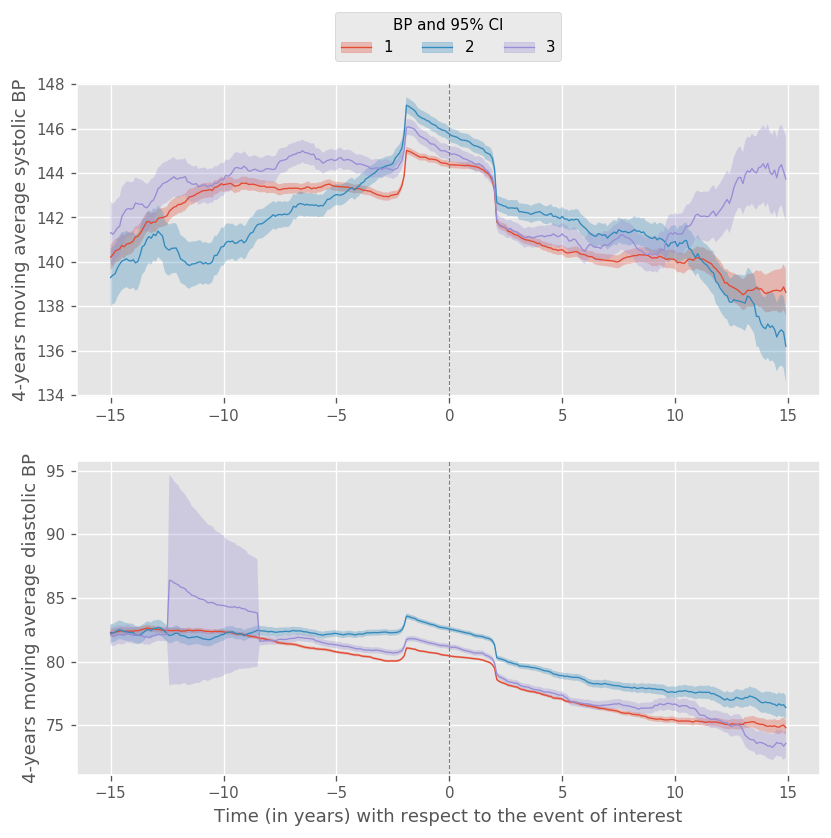 BP and 95% CI
1 2 3
4-years moving average systolic BP
148
146
144
142
140
138
136
134
−15 −10 −5 0 5 10 15
4-years moving average diastolic BP
95
90
85
80
75
−15 −10 −5 0 5 10 15
Time (in years) with respect to the event of interest